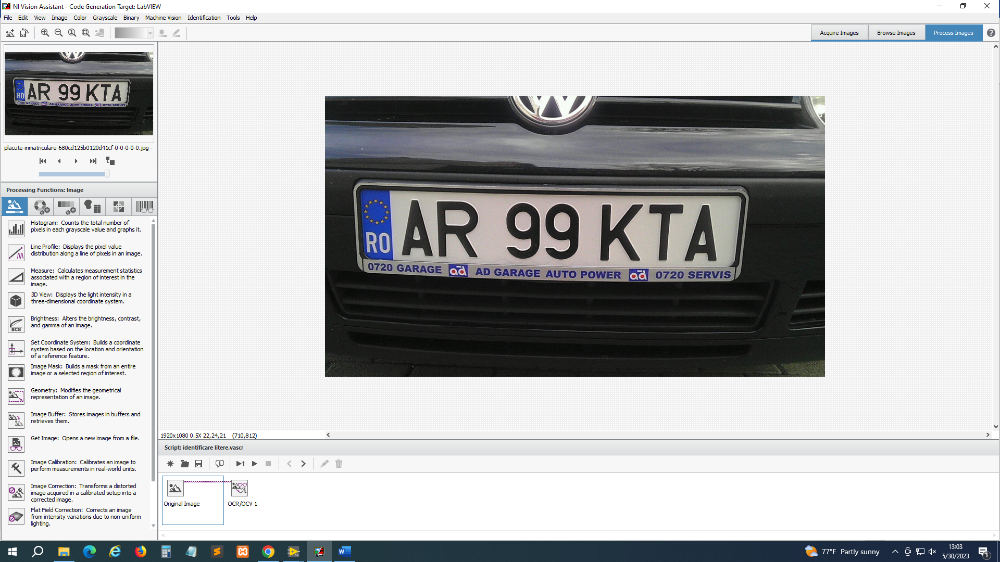 NI Vision Assistant - Code Generation Target: LabVIEW
File Edit View Image Color Grayscale Binary Machine Vision Identification Tools Help
Acquire Images Browse Images Process Images
RO AR 99 KTA
0720 GARAGE ad AD GARAGE AUTO POWER ad 0720 SERVIS
placute-inmatriculare-680cd125b0120d41cf-0-0-0-0-0.jpg -
Processing Functions: Image
Histogram: Counts the total number of
pixels in each grayscale value and graphs it.
Line Profile: Displays the pixel value
distribution along a line of pixels in an image.
Measure: Calculates measurement statistics
associated with a region of interest in the
image.
3D View: Displays the light intensity in a
three-dimensional coordinate system.
Brightness: Alters the brightness, contrast,
and gamma of an image.
BCG
Set Coordinate System: Builds a coordinate
system based on the location and orientation
of a reference feature.
Image Mask: Builds a mask from an entire
image or a selected region of interest.
Geometry: Modifies the geometrical
representation of an image.
Image Buffer: Stores images in buffers and
retrieves them.
Get Image: Opens a new image from a file.
Image Calibration: Calibrates an image to
perform measurements in real-world units.
Image Correction: Transforms a distorted
image acquired in a calibrated setup into a
corrected image.
Flat Field Correction: Corrects an image
from intensity variations due to non-uniform
lighting.
RO AR 99 KTA
0720 GARAGE ad AD GARAGE AUTO POWER ad 0720 SERVIS
1920x1080 0.5X 22,24,21 (710,812)
Script: identificare litere.vascr
Original Image
OCR/OCV 1
77°F Partly sunny
13:03
5/30/2023
1